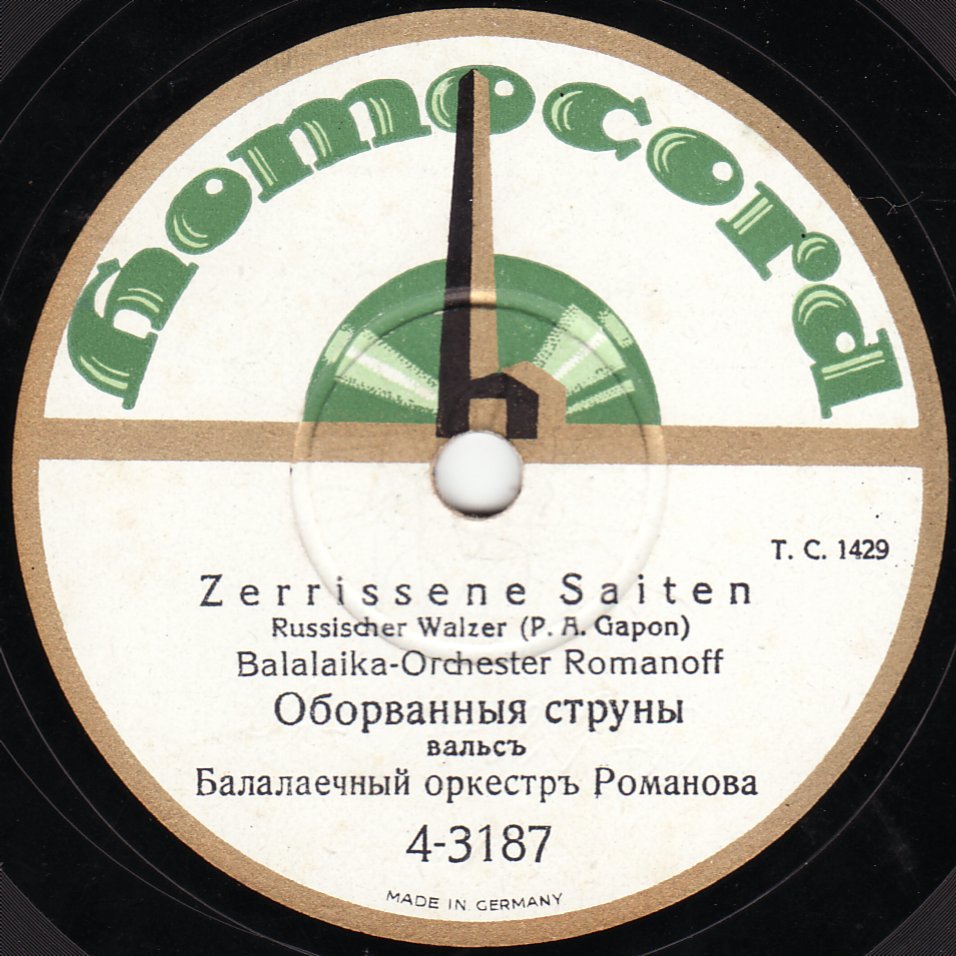 homocord
T. C. 1429
Zerrissene Saiten
Russischer Walzer (P. A. Gapon)
Balalaika-Orchester Romanoff
Оборванныя струны
вальсъ
Балалаечный оркестръ Романова
4-3187
MADE IN GERMANY